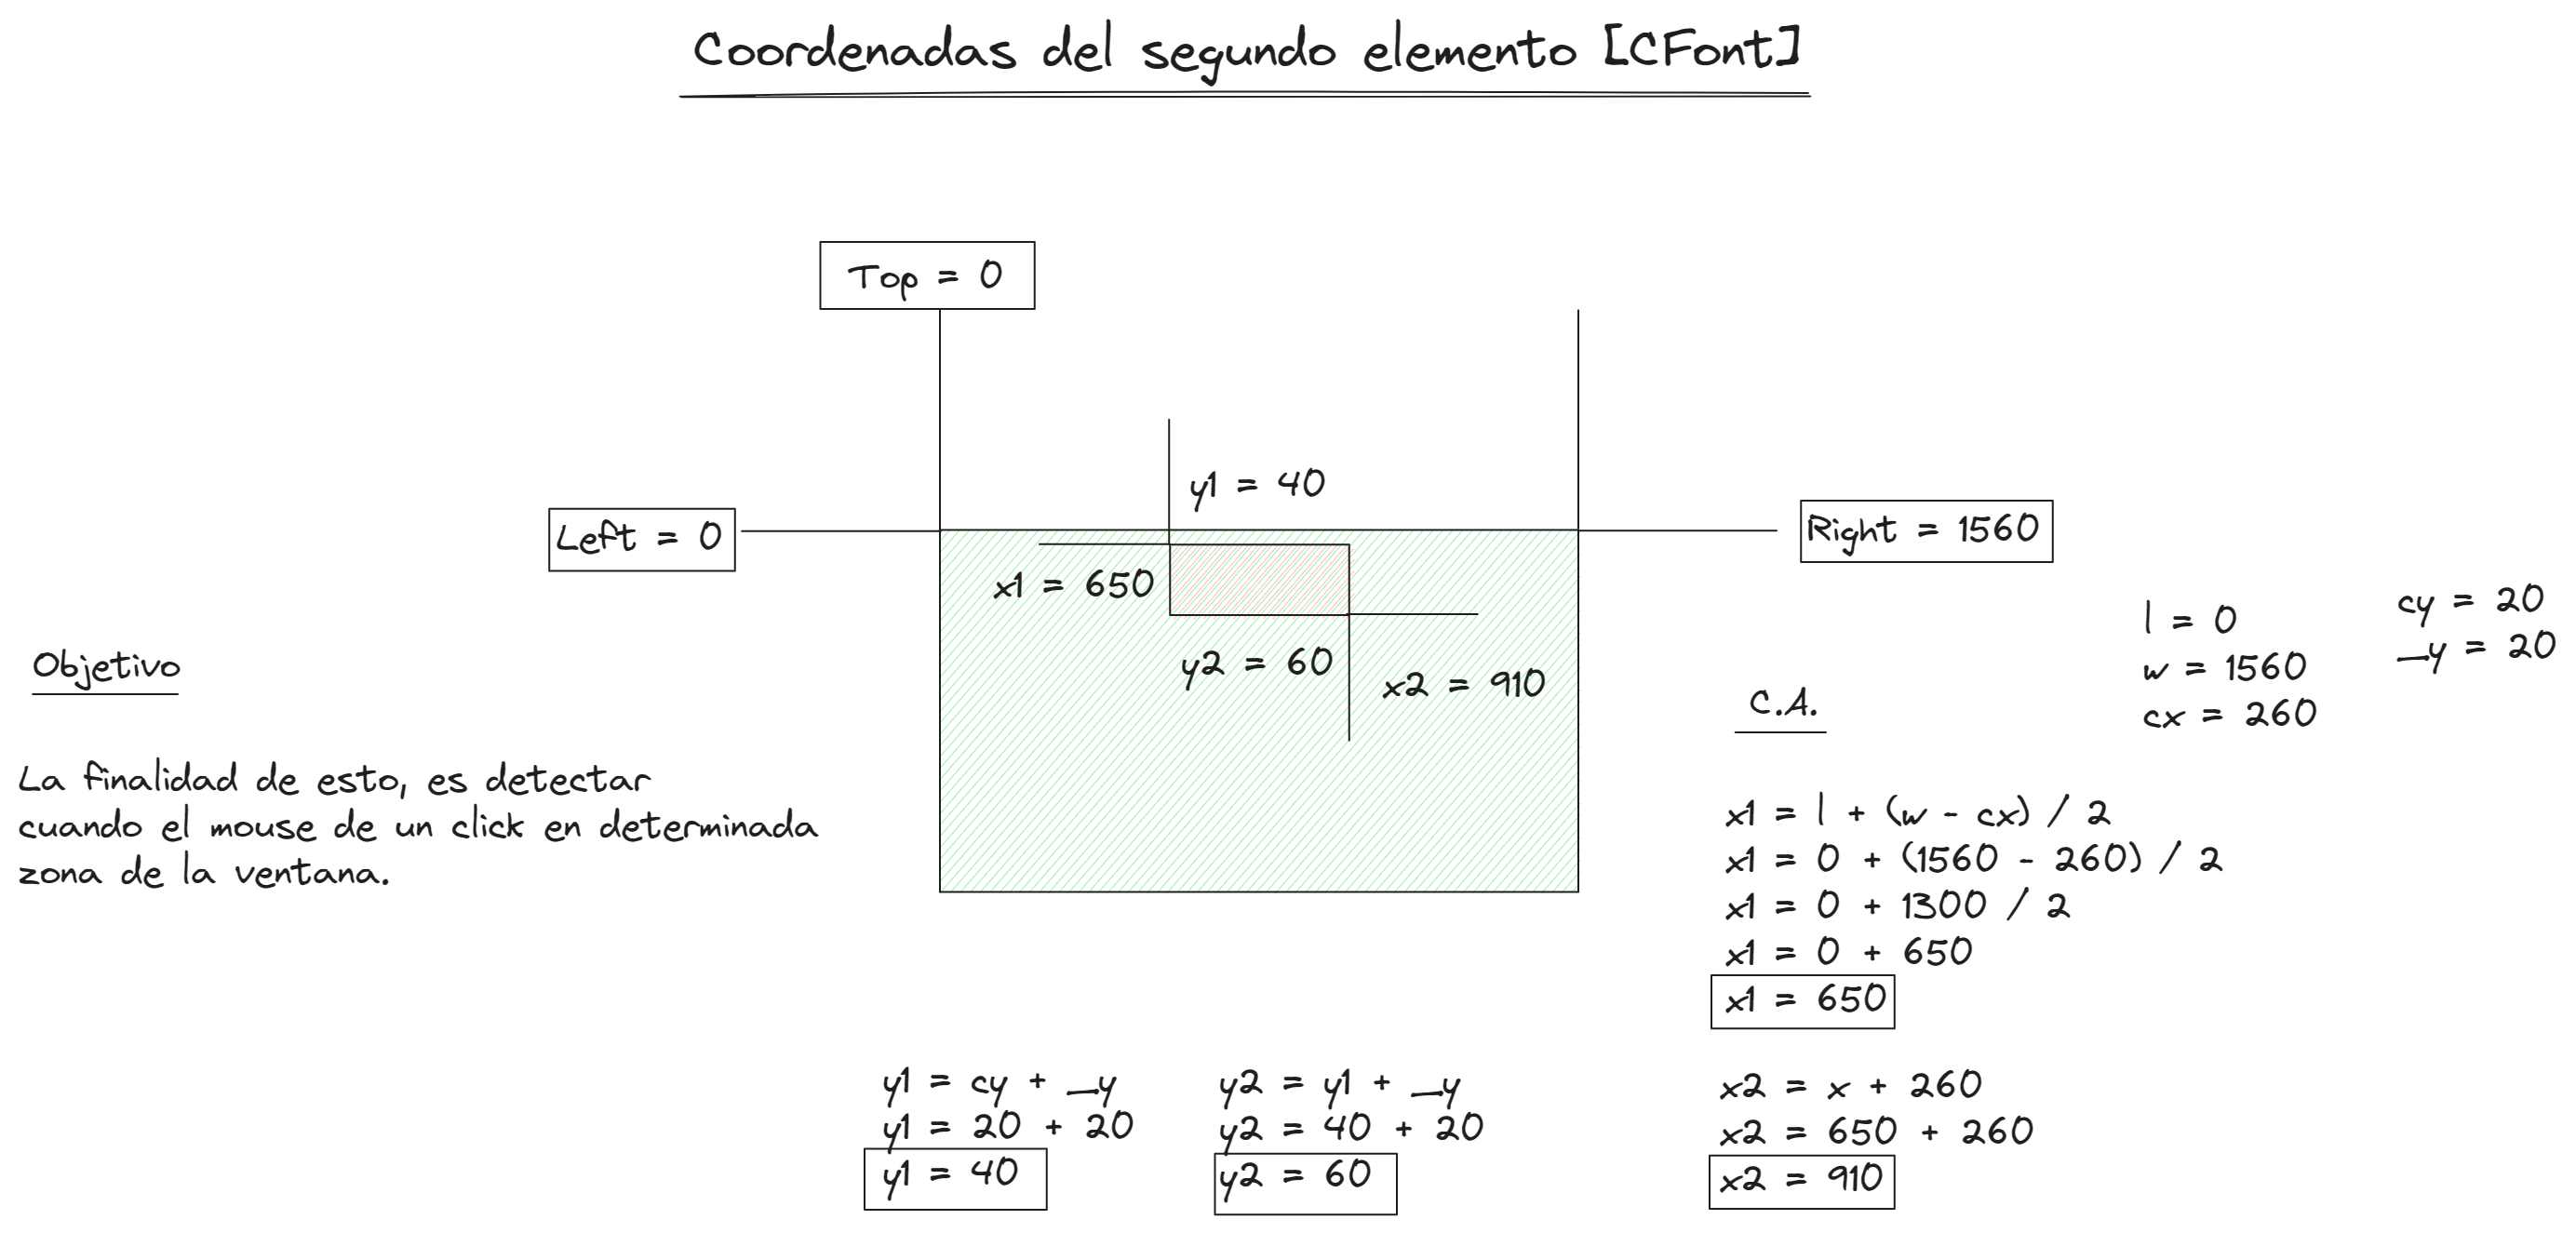 Coordenadas del segundo elemento [CFont]
Top = 0
y1 = 40
Left = 0
Right = 1560
x1 = 650
y2 = 60
x2 = 910
l = 0
w = 1560
cx = 260
cy = 20
_y = 20
Objetivo
La finalidad de esto, es detectar
cuando el mouse de un click en determinada
zona de la ventana.
C.A.
x1 = l + (w - cx) / 2
x1 = 0 + (1560 - 260) / 2
x1 = 0 + 1300 / 2
x1 = 0 + 650
x1 = 650
y1 = cy + _y
y1 = 20 + 20
y1 = 40
y2 = y1 + _y
y2 = 40 + 20
y2 = 60
x2 = x + 260
x2 = 650 + 260
x2 = 910